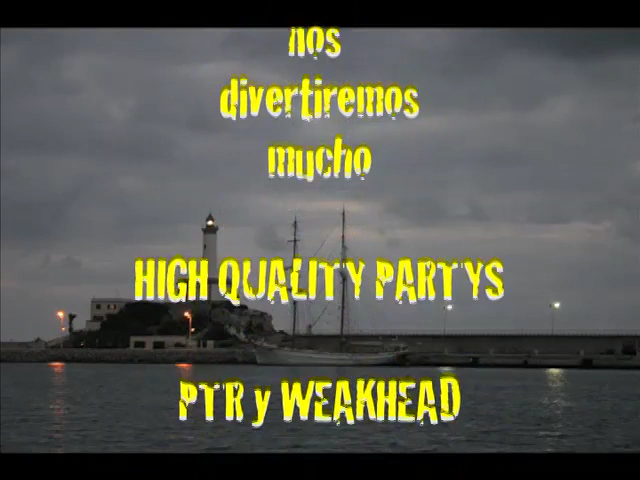 nos
divertiremos
mucho
HIGH QUALITY PARTYS
PTR y WEAKHEAD